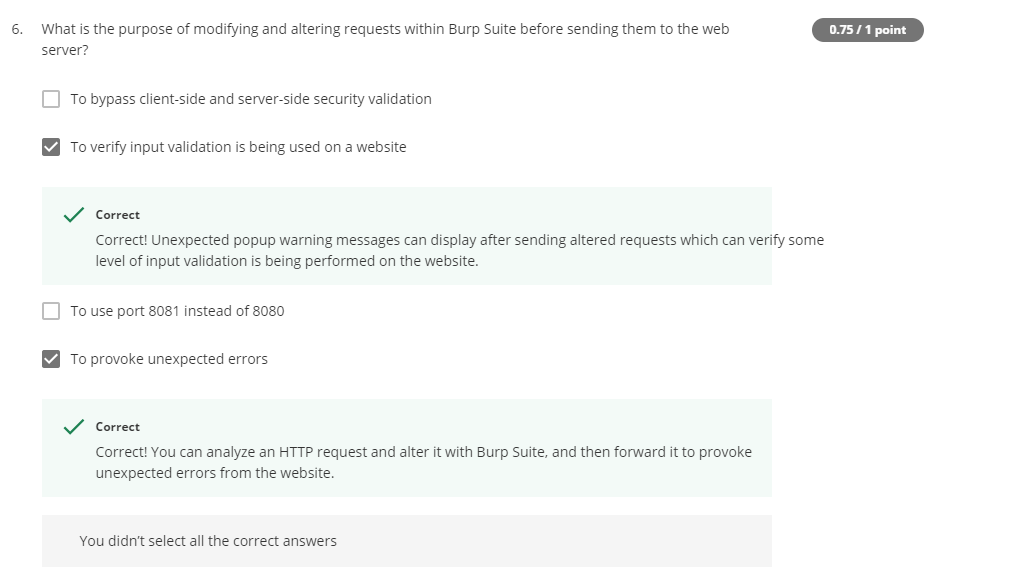 6. What is the purpose of modifying and altering requests within Burp Suite before sending them to the web
server?
0.75 / 1 point
To bypass client-side and server-side security validation
To verify input validation is being used on a website
Correct
Correct! Unexpected popup warning messages can display after sending altered requests which can verify some
level of input validation is being performed on the website.
To use port 8081 instead of 8080
To provoke unexpected errors
Correct
Correct! You can analyze an HTTP request and alter it with Burp Suite, and then forward it to provoke
unexpected errors from the website.
You didn't select all the correct answers